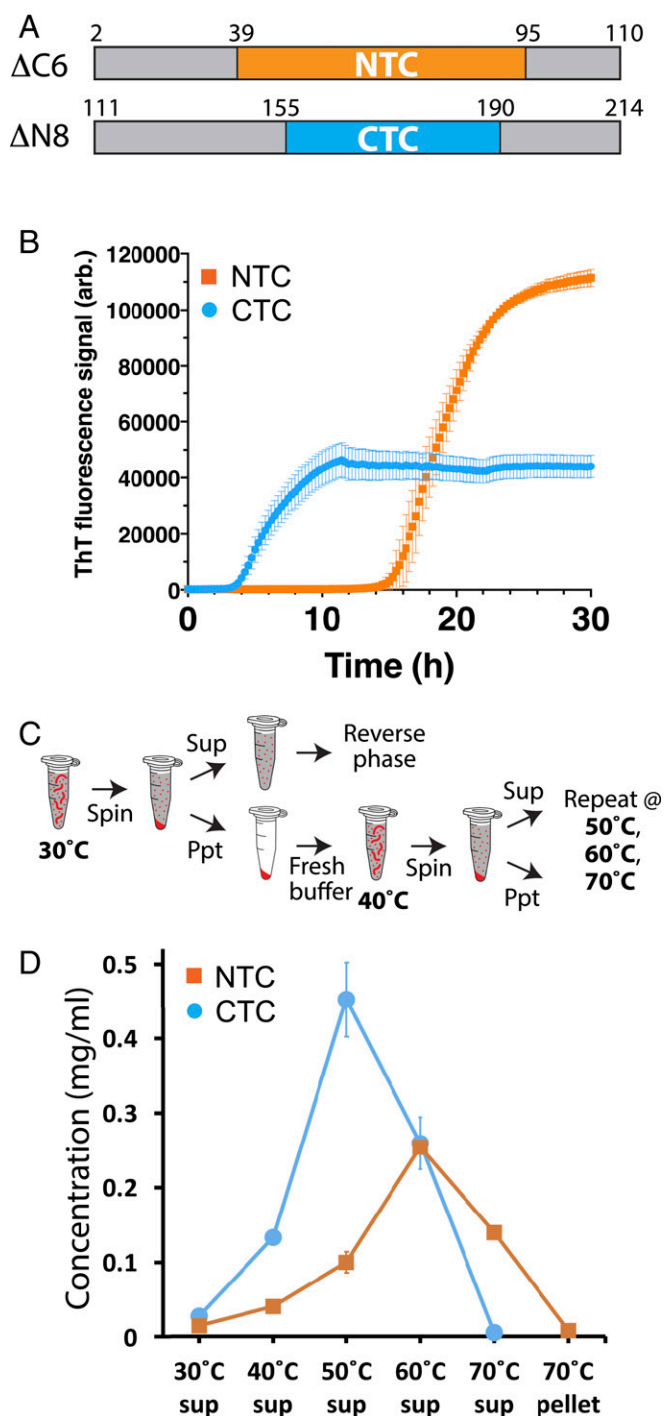 A
2 39 95 110
ΔC6 NTC
111 155 190 214
ΔN8 CTC
B
120000
100000
80000
60000
40000
20000
0
ThT fluorescence signal (arb.)
NTC
CTC
0 10 20 30
Time (h)
C
30˚C
Spin
Sup
Ppt
Reverse
phase
Fresh
buffer
40˚C
Spin
Sup
Ppt
Repeat @
50˚C,
60˚C,
70˚C
D
0.5
0.4
0.3
0.2
0.1
0
Concentration (mg/ml)
NTC
CTC
30˚C 40˚C 50˚C 60˚C 70˚C 70˚C
sup sup sup sup sup pellet